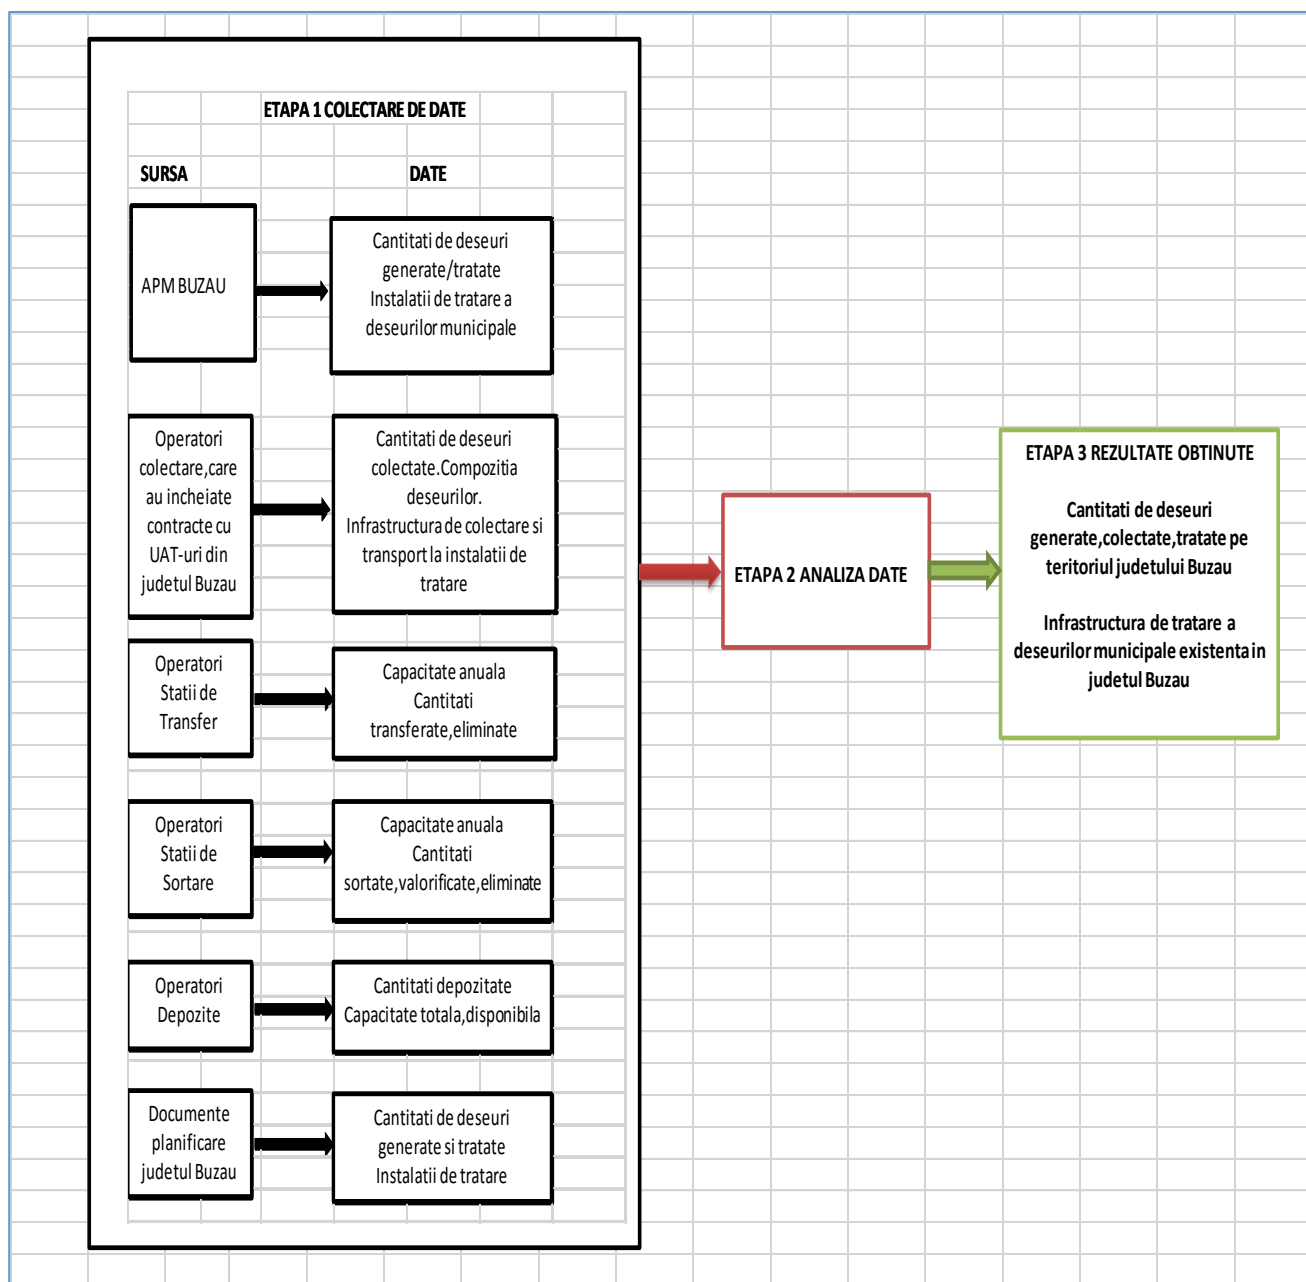 ETAPA 1 COLECTARE DE DATE
SURSA
DATE
APM BUZAU
Cantitati de deseuri
generate/tratate
Instalatii de tratare a
deseurilor municipale
Operatori
colectare,care
au incheiate
contracte cu
UAT-uri din
judetul Buzau
Cantitati de deseuri
colectate.Compozitia
deseurilor.
Infrastructura de colectare si
transport la instalatii de
tratare
Operatori
Statii de
Transfer
Capacitate anuala
Cantitati
transferate,eliminate
Operatori
Statii de
Sortare
Capacitate anuala
Cantitati
sortate,valorificate,eliminate
Operatori
Depozite
Cantitati depozitate
Capacitate totala,disponibila
Documente
planificare
judetul Buzau
Cantitati de deseuri
generate si tratate
Instalatii de tratare
ETAPA 2 ANALIZA DATE
ETAPA 3 REZULTATE OBTINUTE
Cantitati de deseuri
generate,colectate,tratate pe
teritoriul judetului Buzau
Infrastructura de tratare a
deseurilor municipale existenta in
judetul Buzau